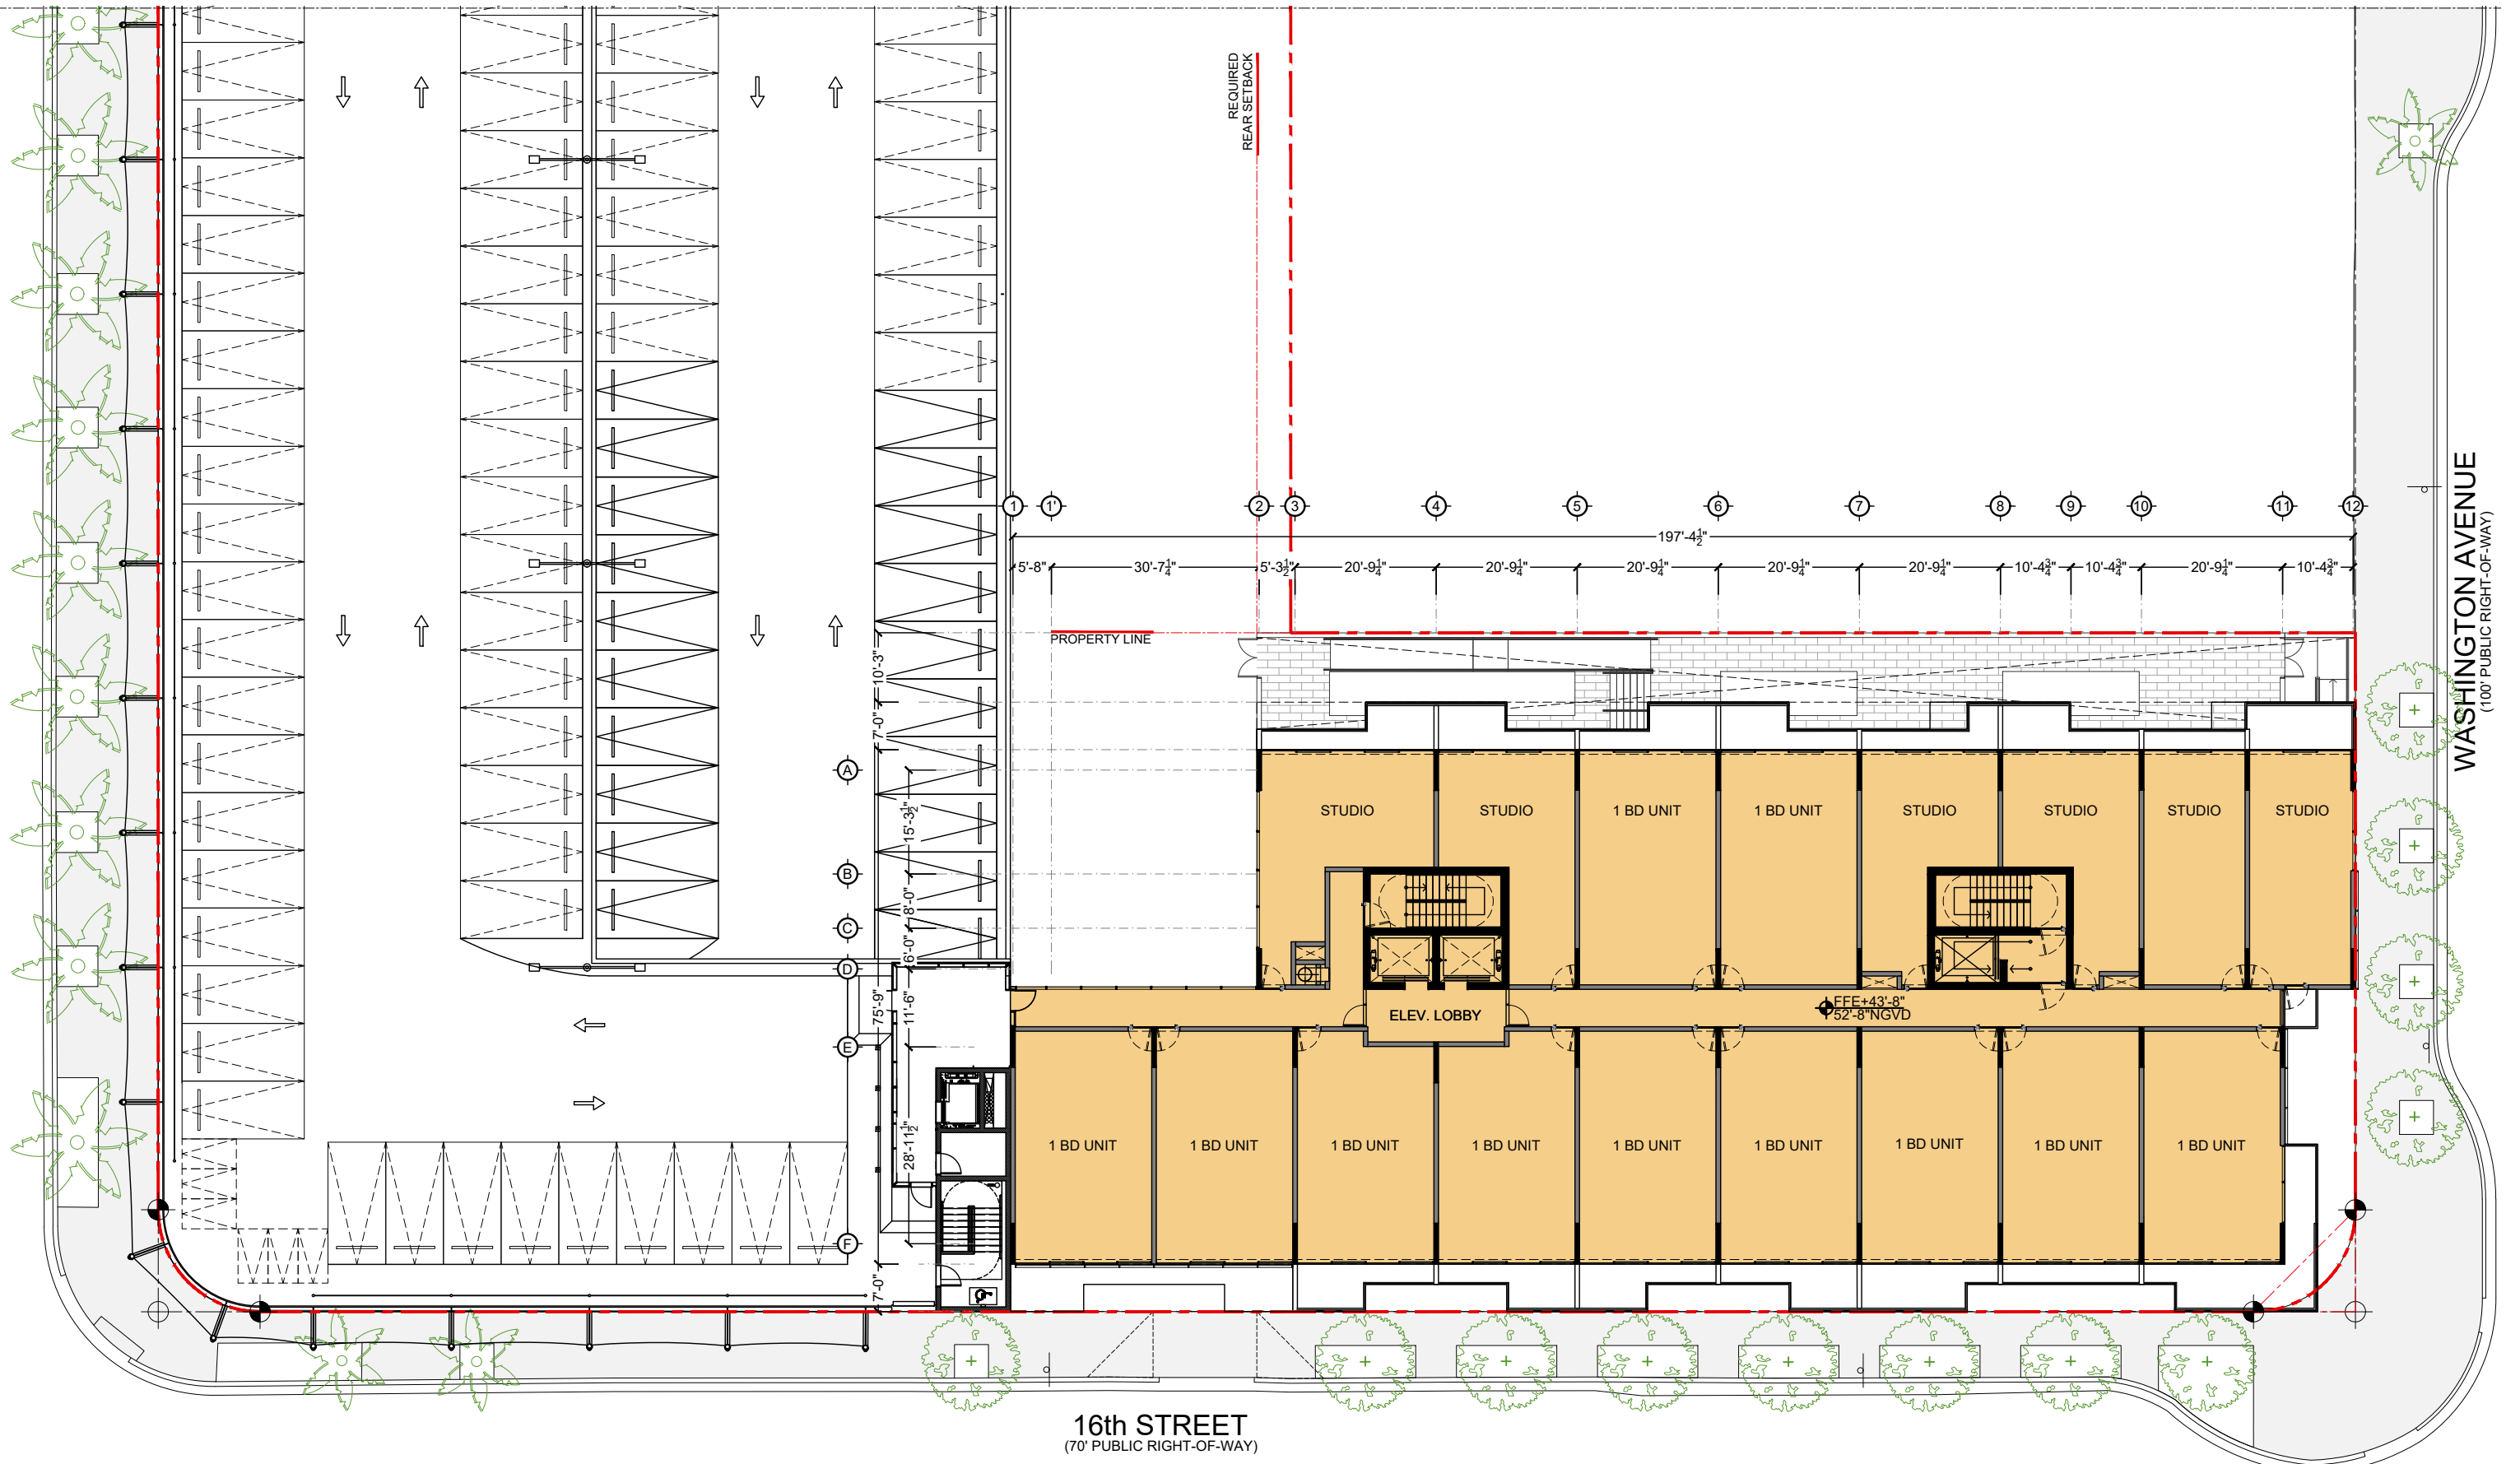 REQUIRED
REAR SETBACK
1
1'
2
3
4
5
6
7
8
9
10
11
12
197'-4½"
5'-8"
30'-7¼"
5'-3½"
20'-9¼"
20'-9¼"
20'-9¼"
20'-9¼"
20'-9¼"
10'-4¾"
10'-4¾"
20'-9¼"
10'-4¾"
WASHINGTON AVENUE
(100' PUBLIC RIGHT-OF-WAY)
PROPERTY LINE
10'-3"
7'-0"
A
15'-3½"
B
8'-0"
C
6'-0"
D
75'-9"
11'-6"
E
28'-11½"
F
7'-0"
STUDIO
STUDIO
1 BD UNIT
1 BD UNIT
STUDIO
STUDIO
STUDIO
STUDIO
ELEV. LOBBY
FFE+43'-8"
52'-8"NGVD
1 BD UNIT
1 BD UNIT
1 BD UNIT
1 BD UNIT
1 BD UNIT
1 BD UNIT
1 BD UNIT
1 BD UNIT
1 BD UNIT
16th STREET
(70' PUBLIC RIGHT-OF-WAY)